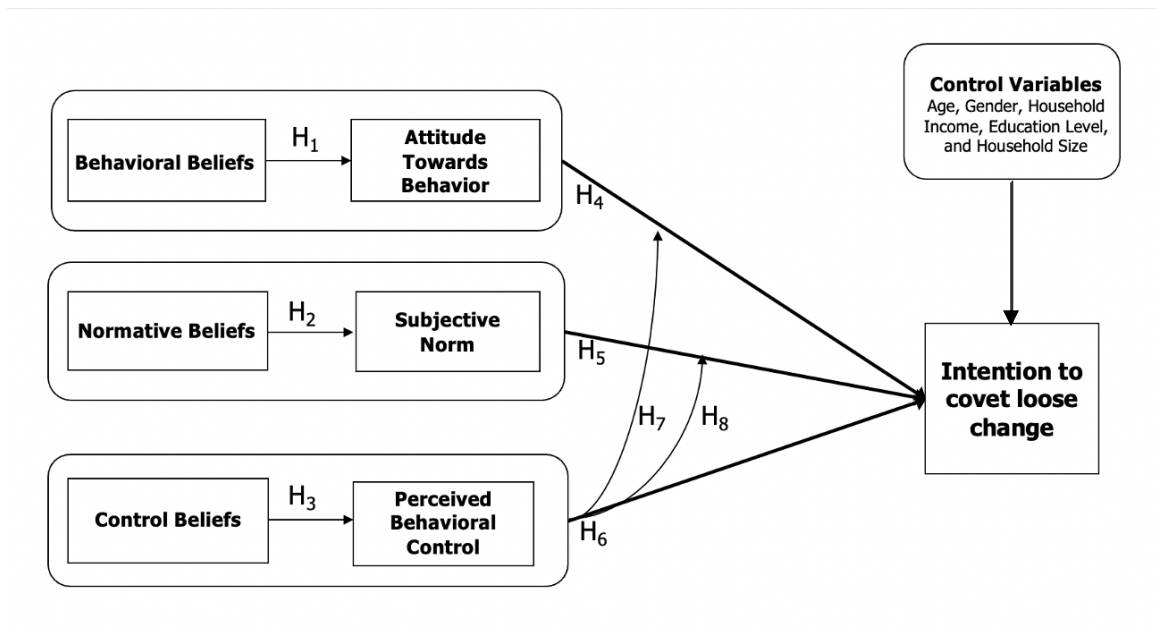 Control Variables
Age, Gender, Household
Income, Education Level,
and Household Size
Behavioral Beliefs
H1
Attitude
Towards
Behavior
H4
Normative Beliefs
H2
Subjective
Norm
H5
Intention to
covet loose
change
H7
H8
Control Beliefs
H3
Perceived
Behavioral
Control
H6